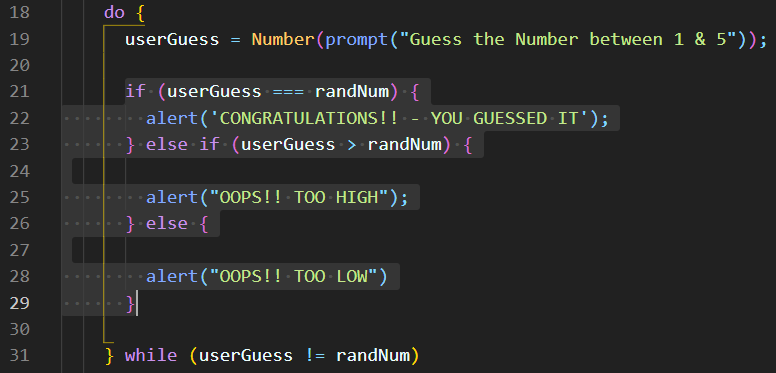 18 do {
19 userGuess = Number(prompt("Guess the Number between 1 & 5"));
20
21 if (userGuess === randNum) {
22 alert('CONGRATULATIONS!! - YOU GUESSED IT');
23 } else if (userGuess > randNum) {
24
25 alert("OOPS!! TOO HIGH");
26 } else {
27
28 alert("OOPS!! TOO LOW")
29 }
30
31 } while (userGuess != randNum)